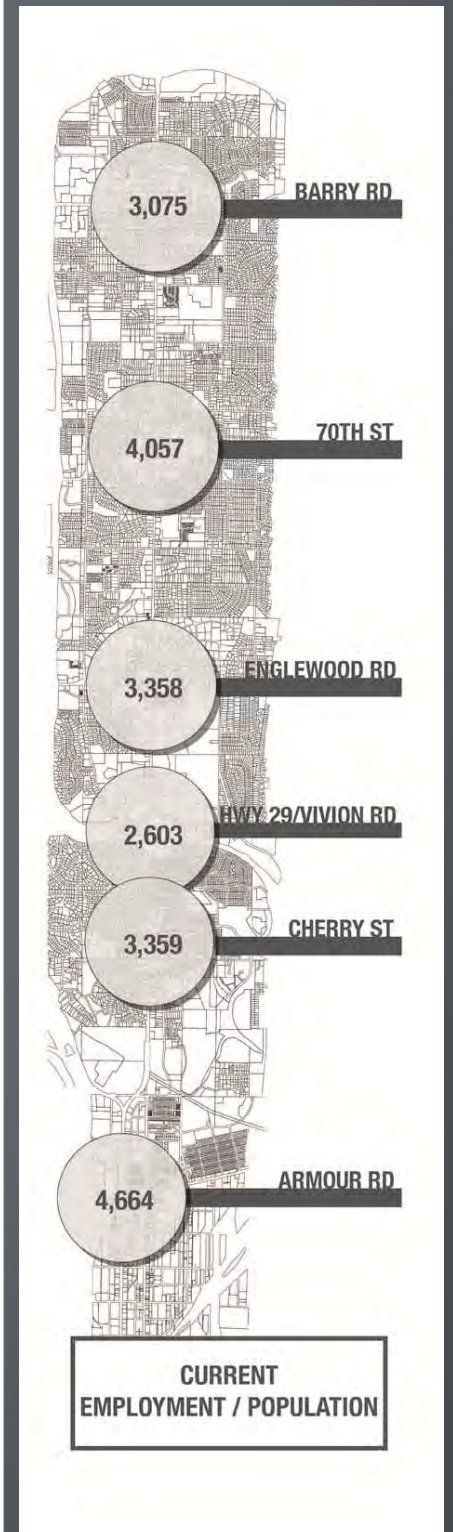 3,075
BARRY RD
4,057
70TH ST
3,358
ENGLEWOOD RD
2,603
HWY 29/VIVION RD
3,359
CHERRY ST
4,664
ARMOUR RD
CURRENT
EMPLOYMENT / POPULATION